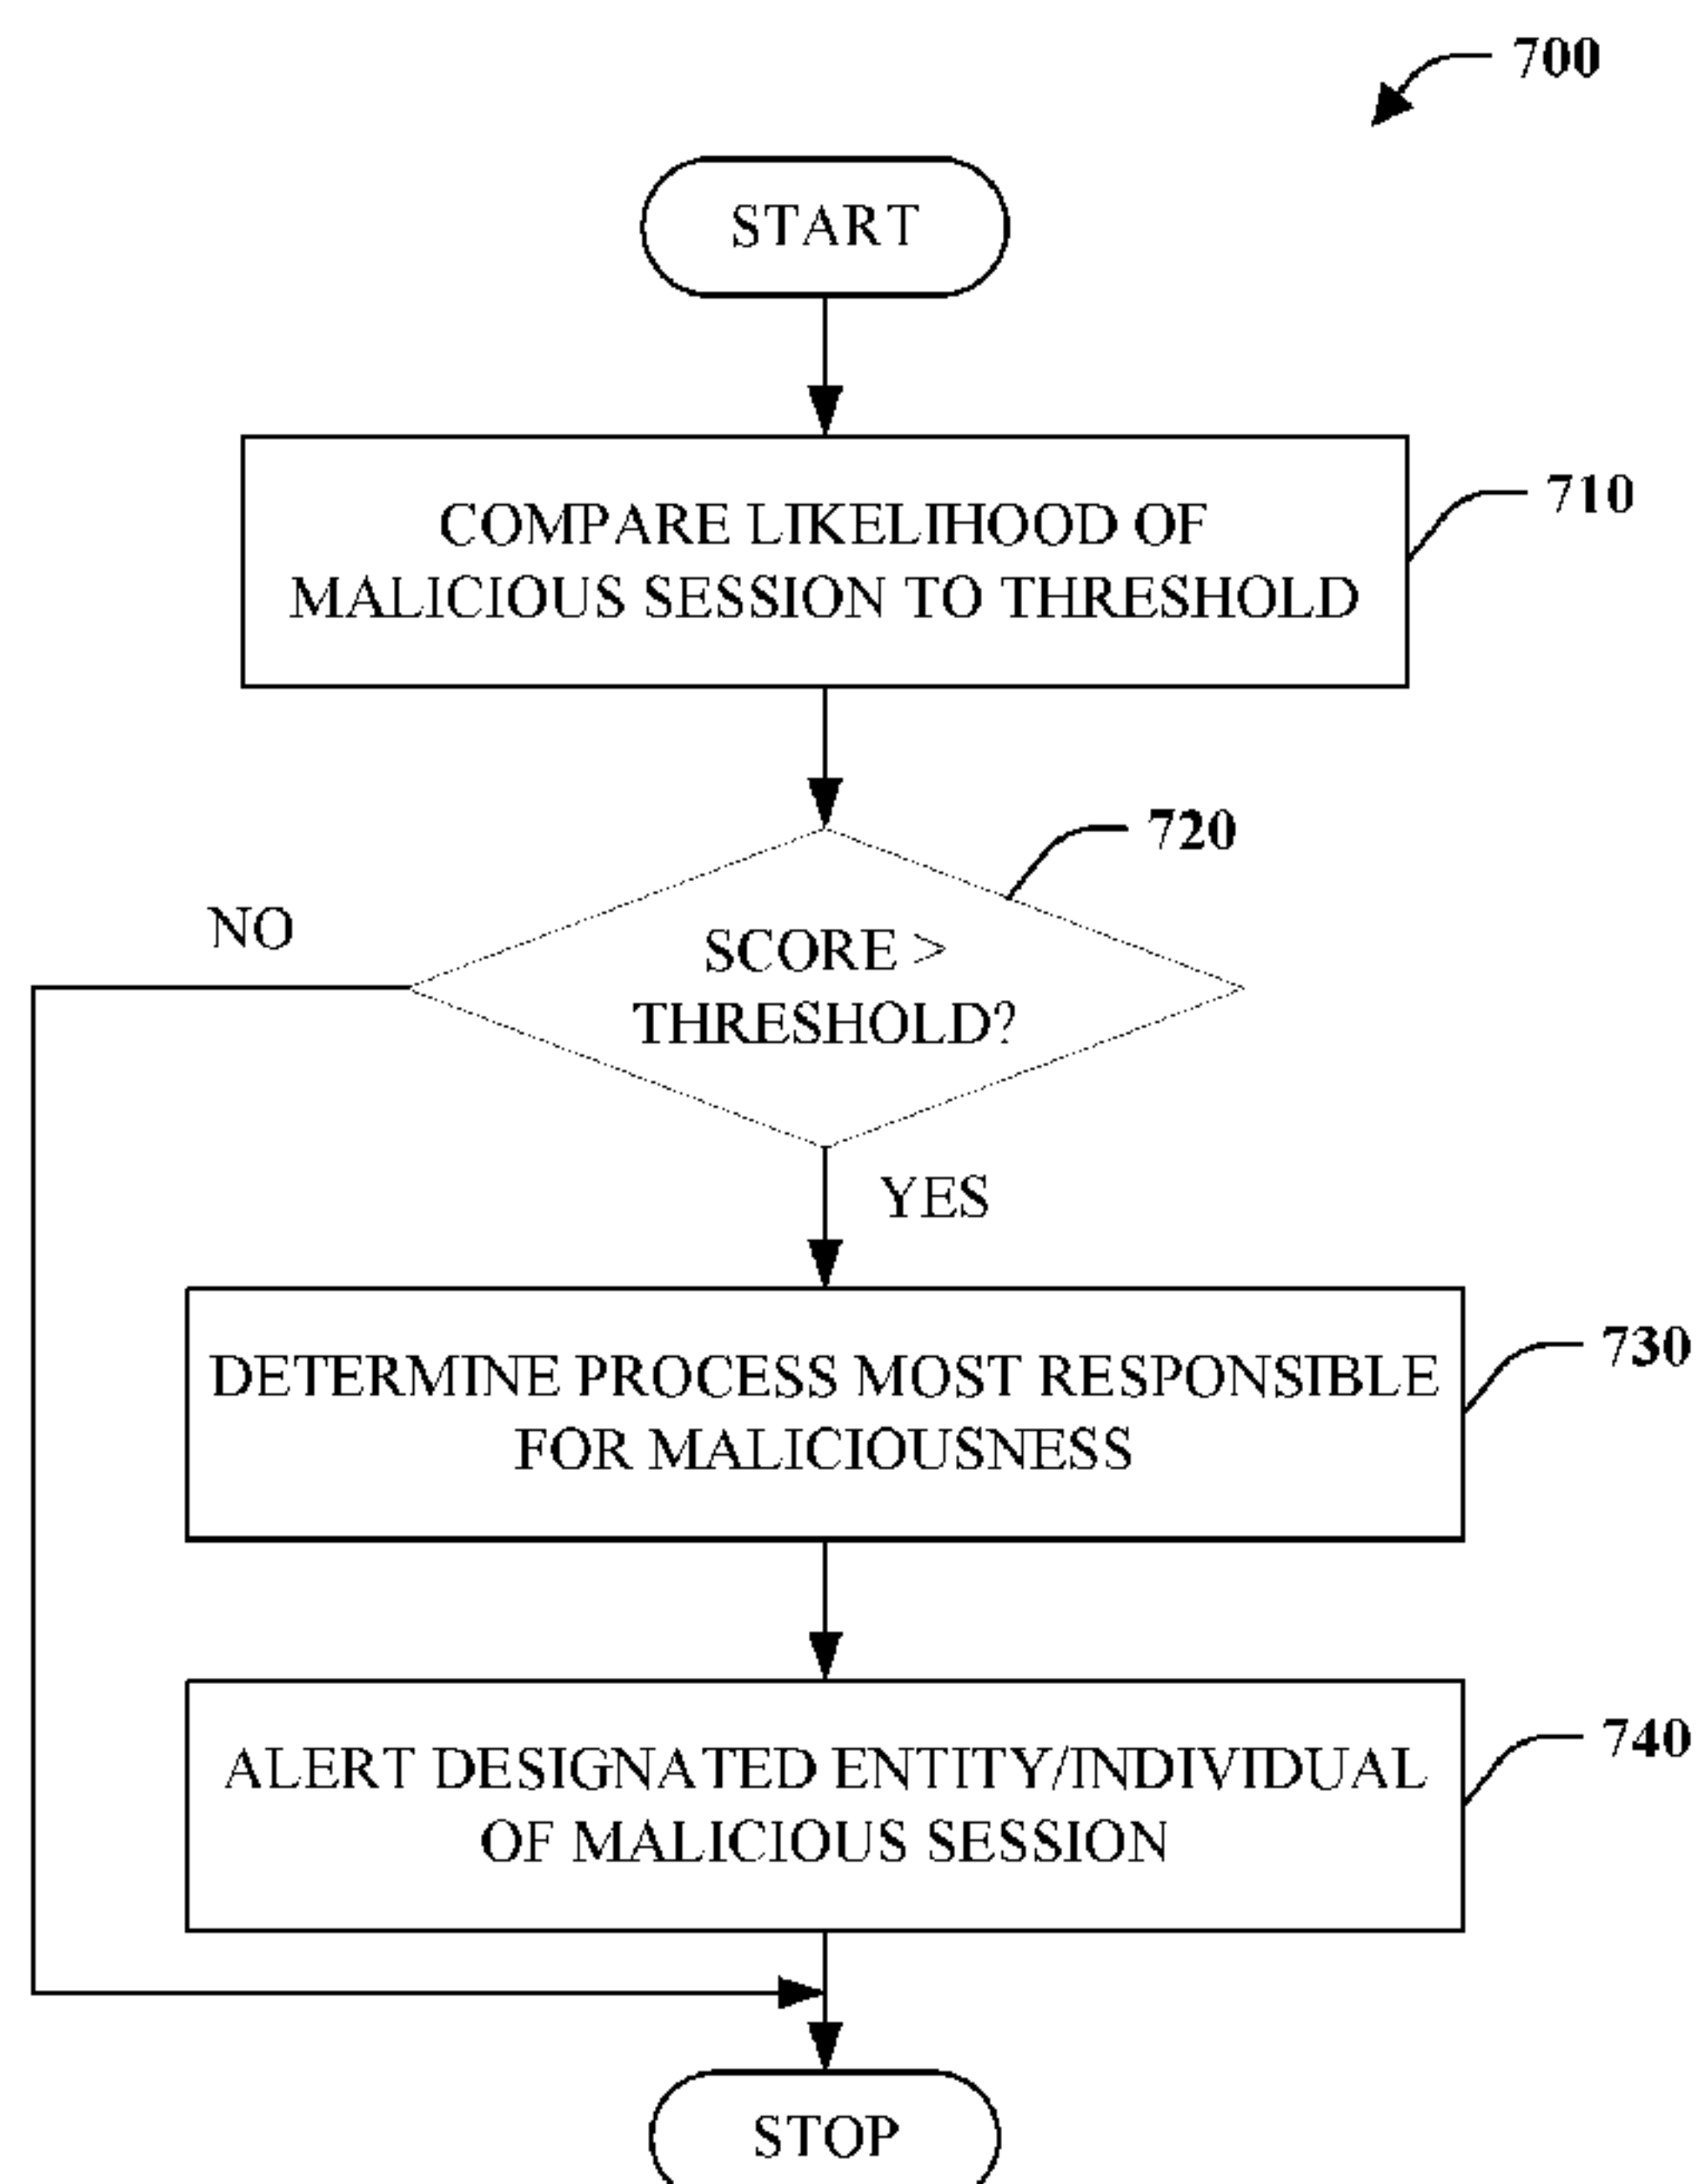 700
START
COMPARE LIKELIHOOD OF
MALICIOUS SESSION TO THRESHOLD
710
720
NO
SCORE >
THRESHOLD?
YES
DETERMINE PROCESS MOST RESPONSIBLE
FOR MALICIOUSNESS
730
ALERT DESIGNATED ENTITY/INDIVIDUAL
OF MALICIOUS SESSION
740
STOP